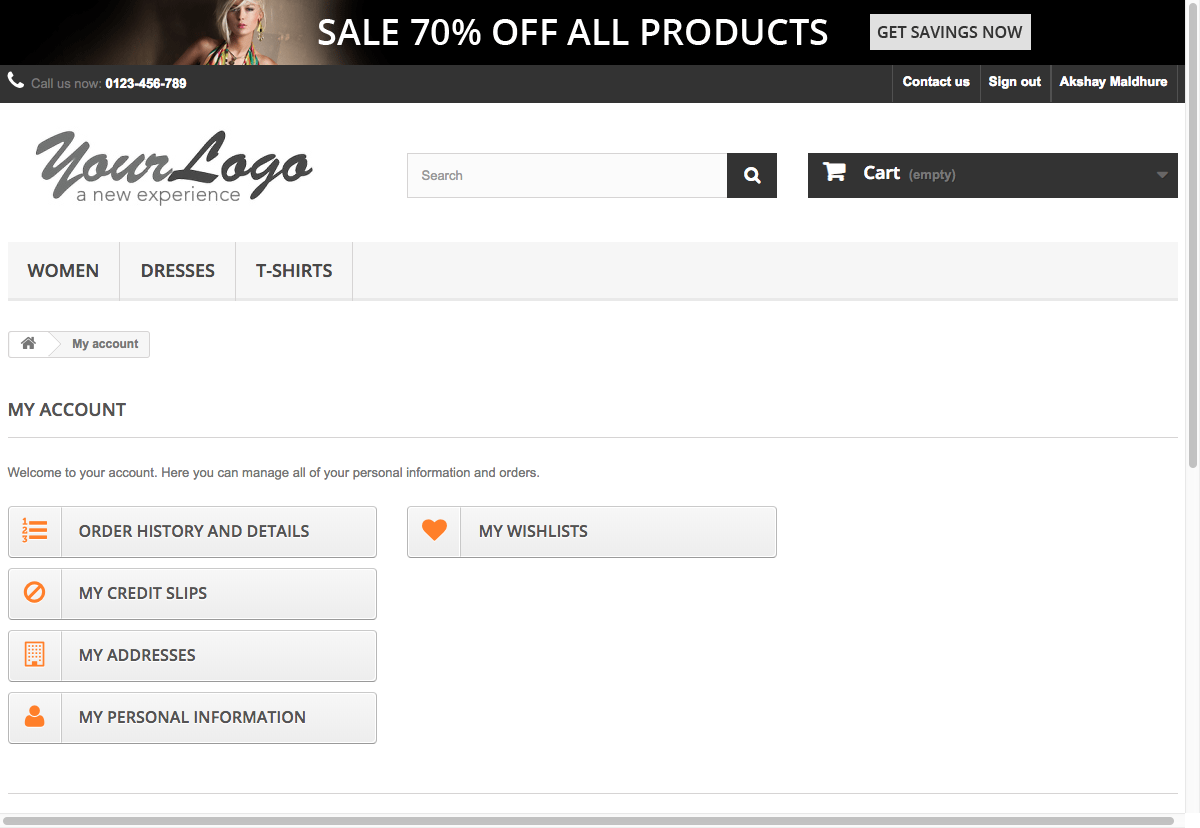 SALE 70% OFF ALL PRODUCTS
GET SAVINGS NOW
Call us now: 0123-456-789
Contact us
Sign out
Akshay Maldhure
Your Logo
a new experience
Search
Cart (empty)
WOMEN
DRESSES
T-SHIRTS
My account
MY ACCOUNT
Welcome to your account. Here you can manage all of your personal information and orders.
1
2
3
ORDER HISTORY AND DETAILS
MY WISHLISTS
MY CREDIT SLIPS
MY ADDRESSES
MY PERSONAL INFORMATION